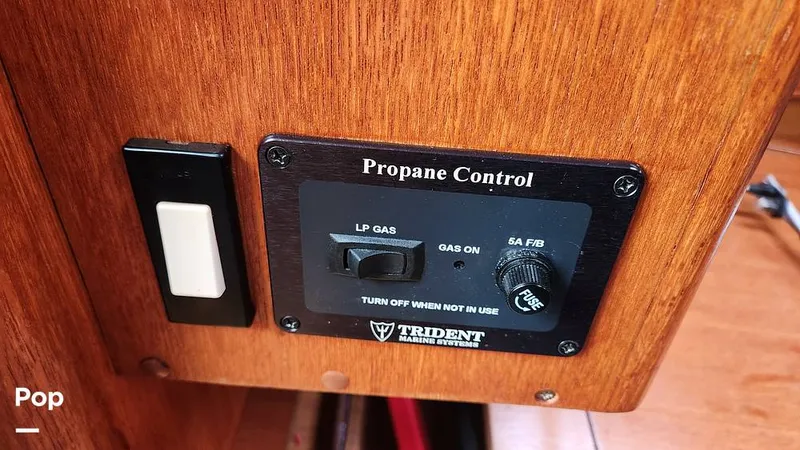 Propane Control
LP GAS
GAS ON
5A F/B
FUSE
TURN OFF WHEN NOT IN USE
TRIDENT
MARINE SYSTEMS
Pop